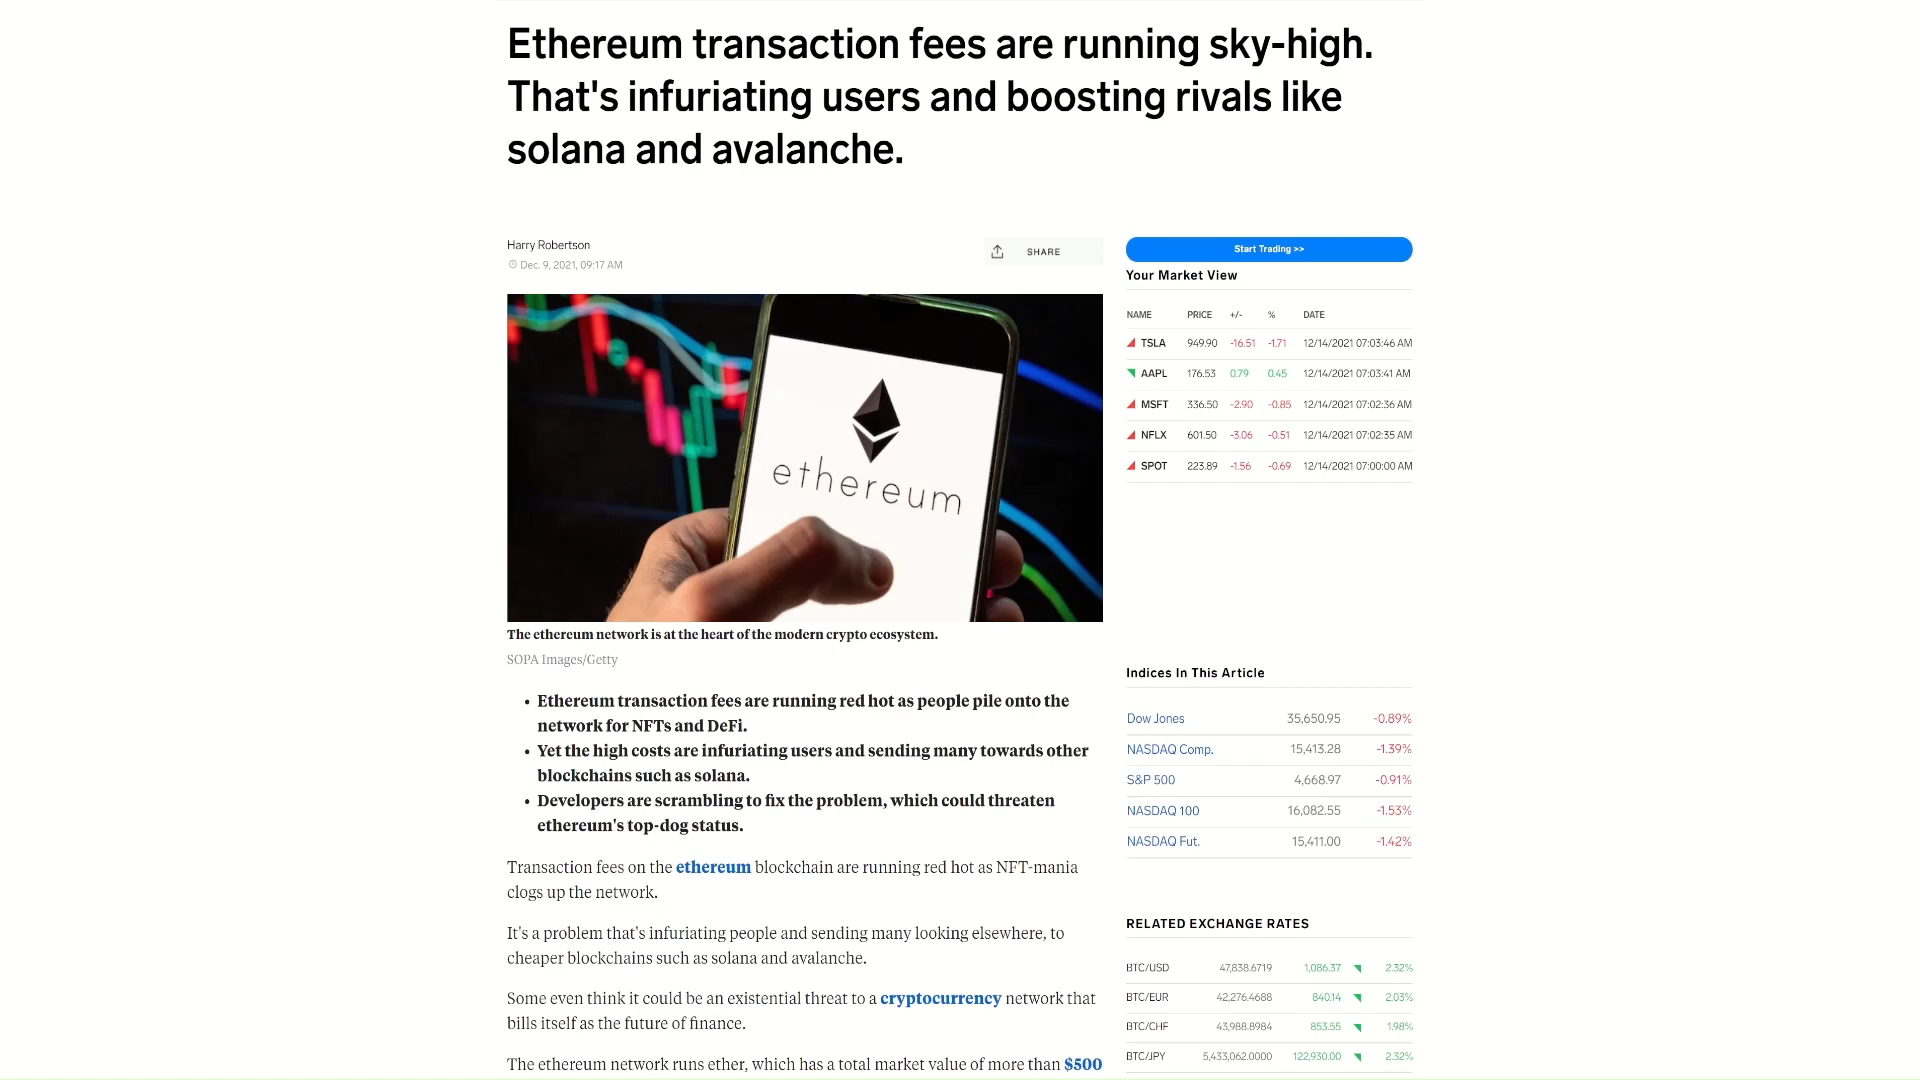 Ethereum transaction fees are running sky-high.
That's infuriating users and boosting rivals like
solana and avalanche.
Harry Robertson
Dec. 9, 2021, 09:17 AM
SHARE
ethereum
The ethereum network is at the heart of the modern crypto ecosystem.
SOPA Images/Getty
• Ethereum transaction fees are running red hot as people pile onto the
network for NFTs and DeFi.
• Yet the high costs are infuriating users and sending many towards other
blockchains such as solana.
• Developers are scrambling to fix the problem, which could threaten
ethereum's top-dog status.
Transaction fees on the ethereum blockchain are running red hot as NFT-mania
clogs up the network.
It's a problem that's infuriating people and sending many looking elsewhere, to
cheaper blockchains such as solana and avalanche.
Some even think it could be an existential threat to a cryptocurrency network that
bills itself as the future of finance.
The ethereum network runs ether, which has a total market value of more than $500
Start Trading >>
Your Market View
NAME PRICE +/- % DATE
TSLA 949.90 -16.51 -1.71 12/14/2021 07:03:46 AM
AAPL 176.53 0.79 0.45 12/14/2021 07:03:41 AM
MSFT 336.50 -2.90 -0.85 12/14/2021 07:02:36 AM
NFLX 601.50 -3.06 -0.51 12/14/2021 07:02:35 AM
SPOT 223.89 -1.56 -0.69 12/14/2021 07:00:00 AM
Indices In This Article
Dow Jones 35,650.95 -0.89%
NASDAQ Comp. 15,413.28 -1.39%
S&P 500 4,668.97 -0.91%
NASDAQ 100 16,082.55 -1.53%
NASDAQ Fut. 15,411.00 -1.42%
RELATED EXCHANGE RATES
BTC/USD 47,838.6719 1,086.37 2.32%
BTC/EUR 42,276.4688 840.14 2.03%
BTC/CHF 43,988.8984 853.55 1.98%
BTC/JPY 5,433,062.0000 122,930.00 2.32%